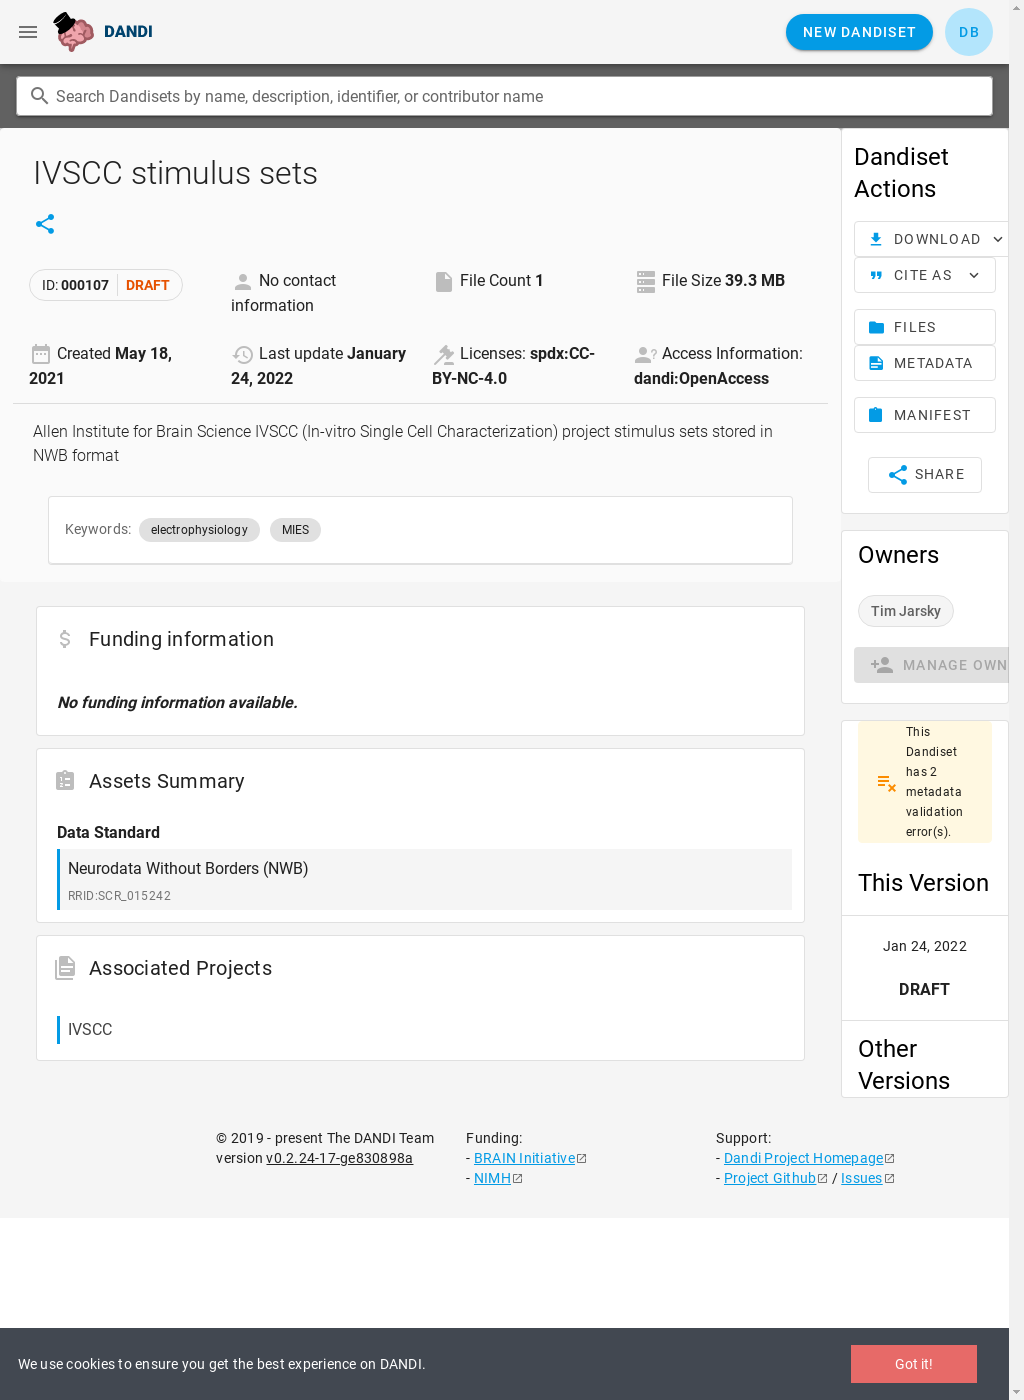 DANDI
NEW DANDISET
DB
Search Dandisets by name, description, identifier, or contributor name
IVSCC stimulus sets
ID: 000107 DRAFT
No contact
information
File Count 1
File Size 39.3 MB
Created May 18,
2021
Last update January
24, 2022
Licenses: spdx:CC-
BY-NC-4.0
Access Information:
dandi:OpenAccess
Allen Institute for Brain Science IVSCC (In-vitro Single Cell Characterization) project stimulus sets stored in
NWB format
Keywords: electrophysiology MIES
Funding information
No funding information available.
Assets Summary
Data Standard
Neurodata Without Borders (NWB)
RRID:SCR_015242
Associated Projects
IVSCC
Dandiset
Actions
DOWNLOAD
CITE AS
FILES
METADATA
MANIFEST
SHARE
Owners
Tim Jarsky
MANAGE OWN
This
Dandiset
has 2
metadata
validation
error(s).
This Version
Jan 24, 2022
DRAFT
Other
Versions
© 2019 - present The DANDI Team
version v0.2.24-17-ge830898a
Funding:
- BRAIN Initiative
- NIMH
Support:
- Dandi Project Homepage
- Project Github / Issues
We use cookies to ensure you get the best experience on DANDI.
Got it!